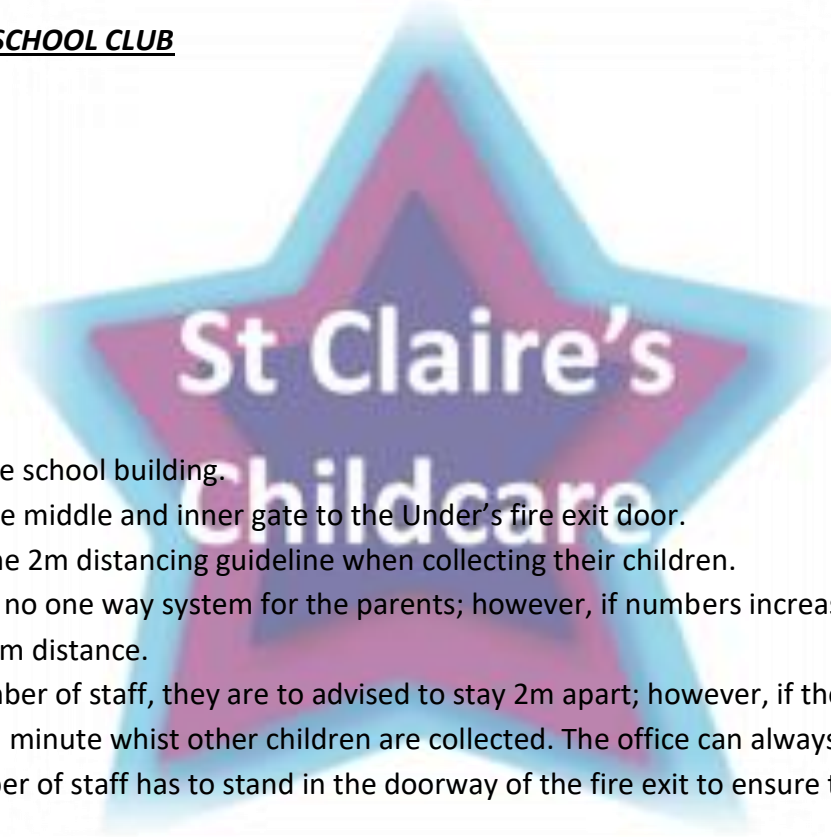 SCHOOL CLUB
St Claire's
Childcare
e school building.
e middle and inner gate to the Under's fire exit door.
ne 2m distancing guideline when collecting their children.
no one way system for the parents; however, if numbers increas
m distance.
ber of staff, they are to advised to stay 2m apart; however, if the
minute whist other children are collected. The office can always
ber of staff has to stand in the doorway of the fire exit to ensure t